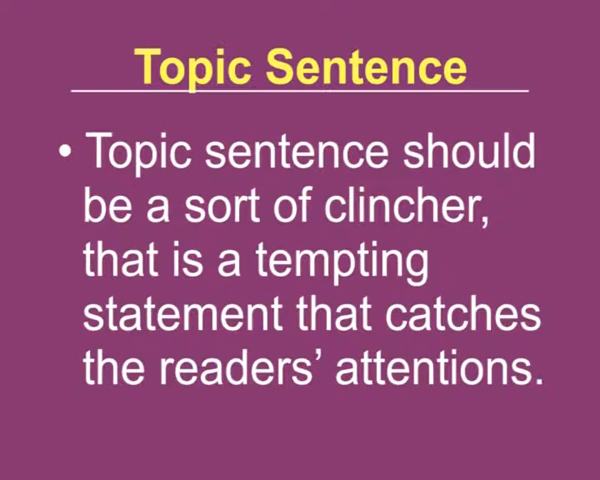 Topic Sentence
• Topic sentence should
be a sort of clincher,
that is a tempting
statement that catches
the readers’ attentions.